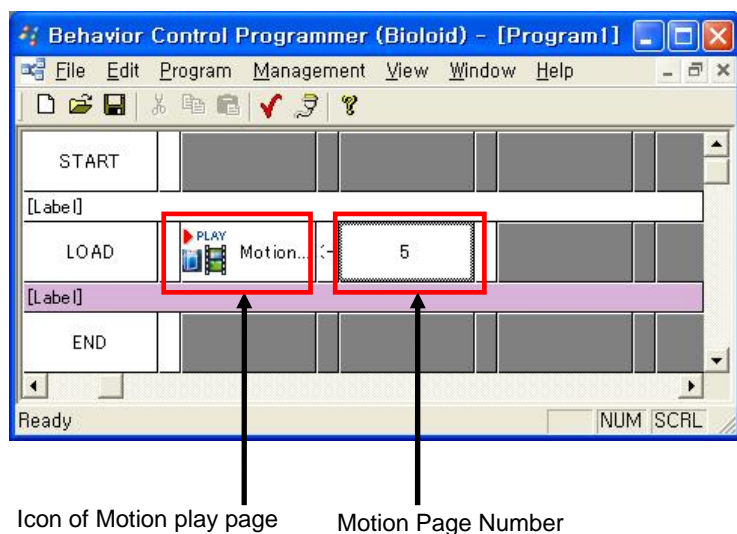 Behavior Control Programmer (Bioloid) - [Program1]
File Edit Program Management View Window Help
START
[Label]
LOAD PLAY Motion... <- 5
[Label]
END
Ready NUM SCRL
Icon of Motion play page Motion Page Number